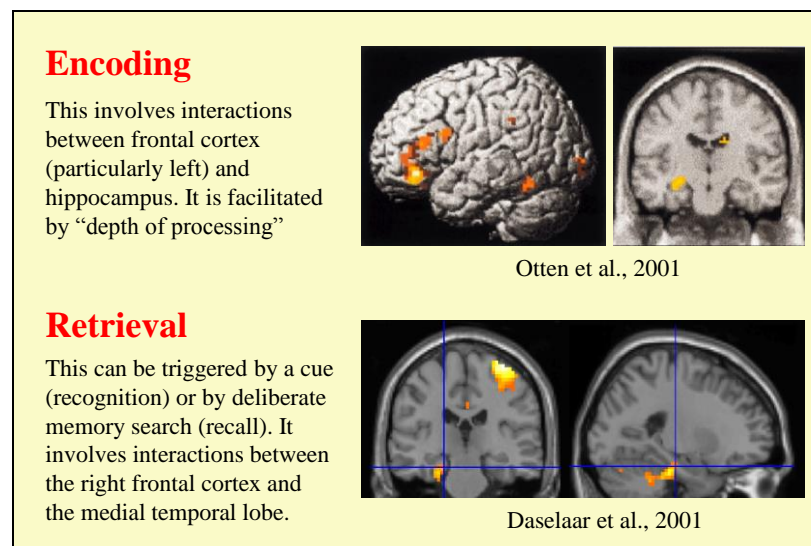 Encoding
This involves interactions
between frontal cortex
(particularly left) and
hippocampus. It is facilitated
by “depth of processing”
Otten et al., 2001
Retrieval
This can be triggered by a cue
(recognition) or by deliberate
memory search (recall). It
involves interactions between
the right frontal cortex and
the medial temporal lobe.
Daselaar et al., 2001